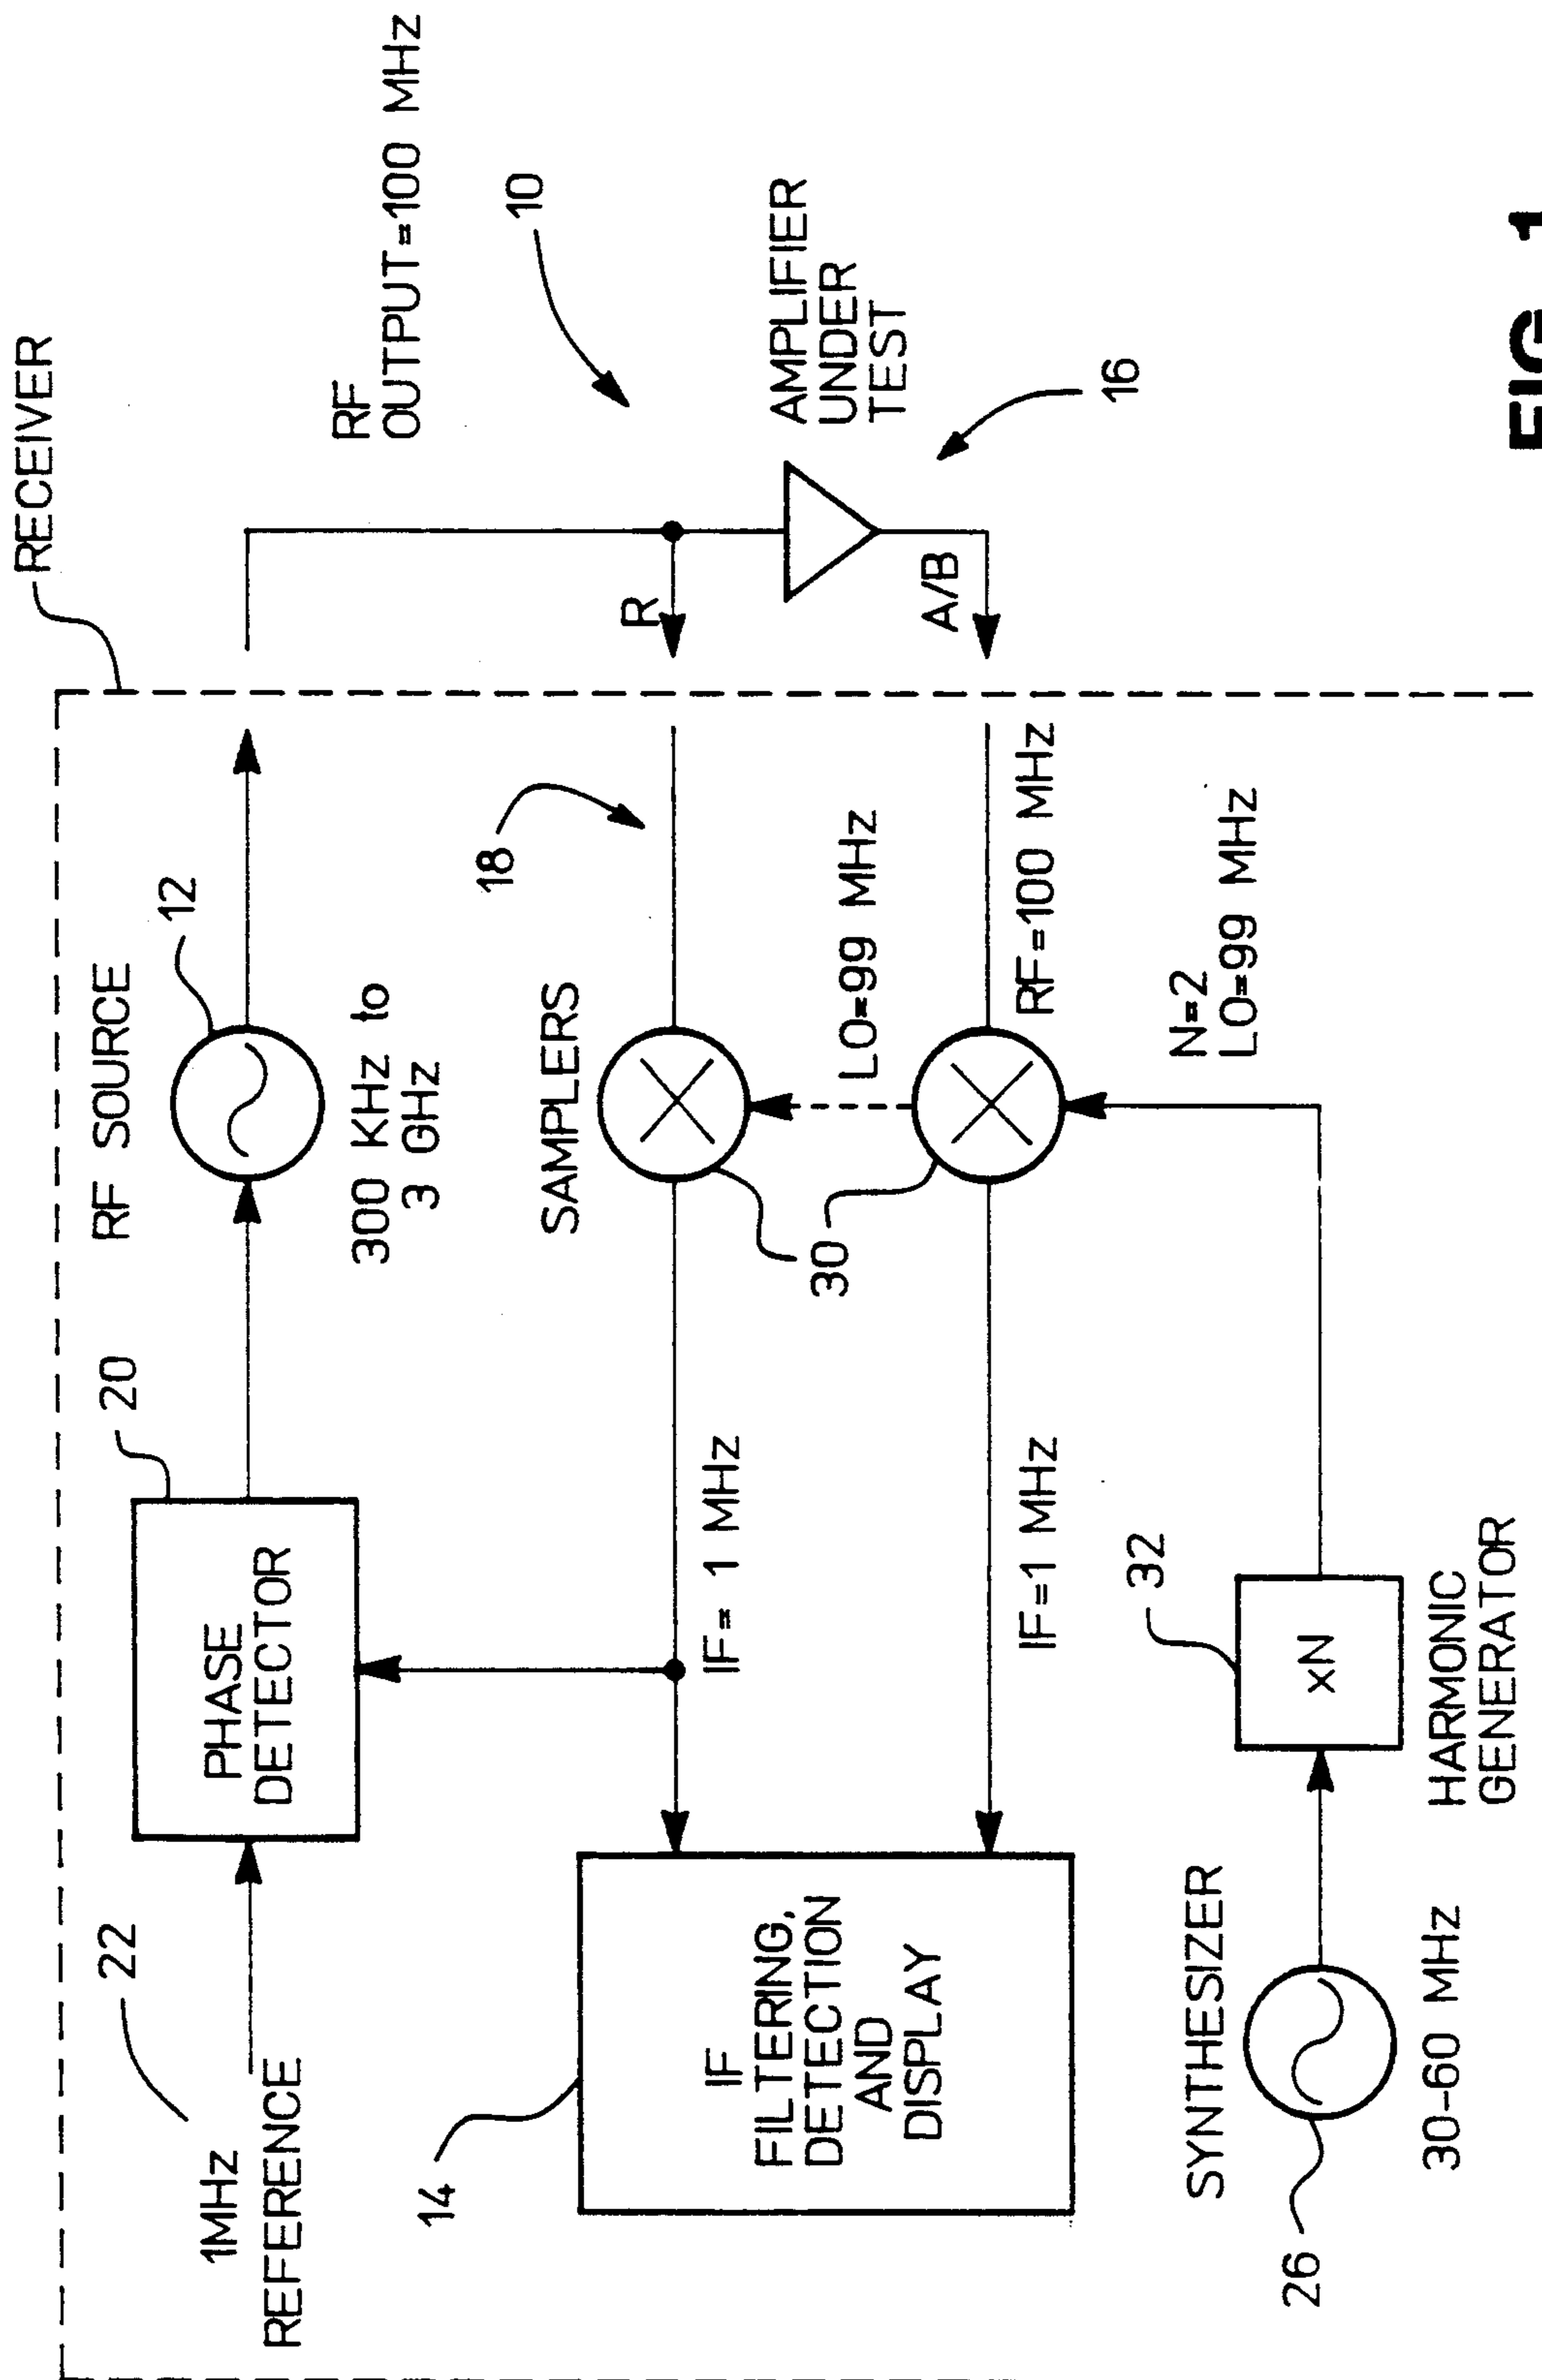 RECEIVER
22
1MHz
REFERENCE
20
PHASE
DETECTOR
RF SOURCE
12
300 KHz to
3 GHz
RF
OUTPUT=100 MHz
10
14
IF
FILTERING,
DETECTION
AND
DISPLAY
IF= 1 MHz
SAMPLERS
18
R
30
LO=99 MHz
AMPLIFIER
UNDER
TEST
A/B
16
IF=1 MHz
RF=100 MHz
N=2
LO=99 MHz
SYNTHESIZER
26
30-60 MHz
32
xN
HARMONIC
GENERATOR
FIG 1